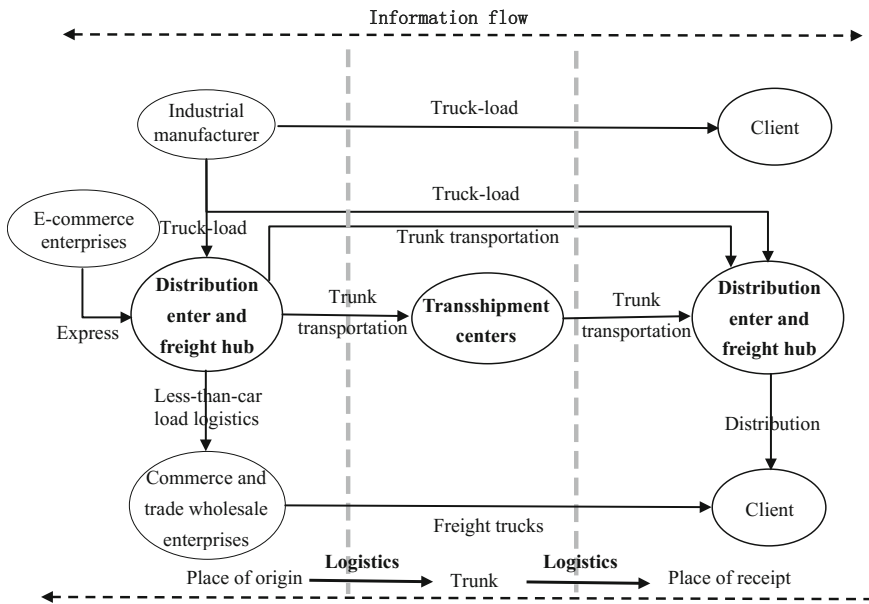 Information flow
Industrial
manufacturer
Truck-load
Client
E-commerce
enterprises
Truck-load
Truck-load
Trunk transportation
Distribution
enter and
freight hub
Trunk
transportation
Transshipment
centers
Trunk
transportation
Distribution
enter and
freight hub
Express
Less-than-car
load logistics
Distribution
Commerce and
trade wholesale
enterprises
Freight trucks
Client
Place of origin
Logistics
Trunk
Logistics
Place of receipt